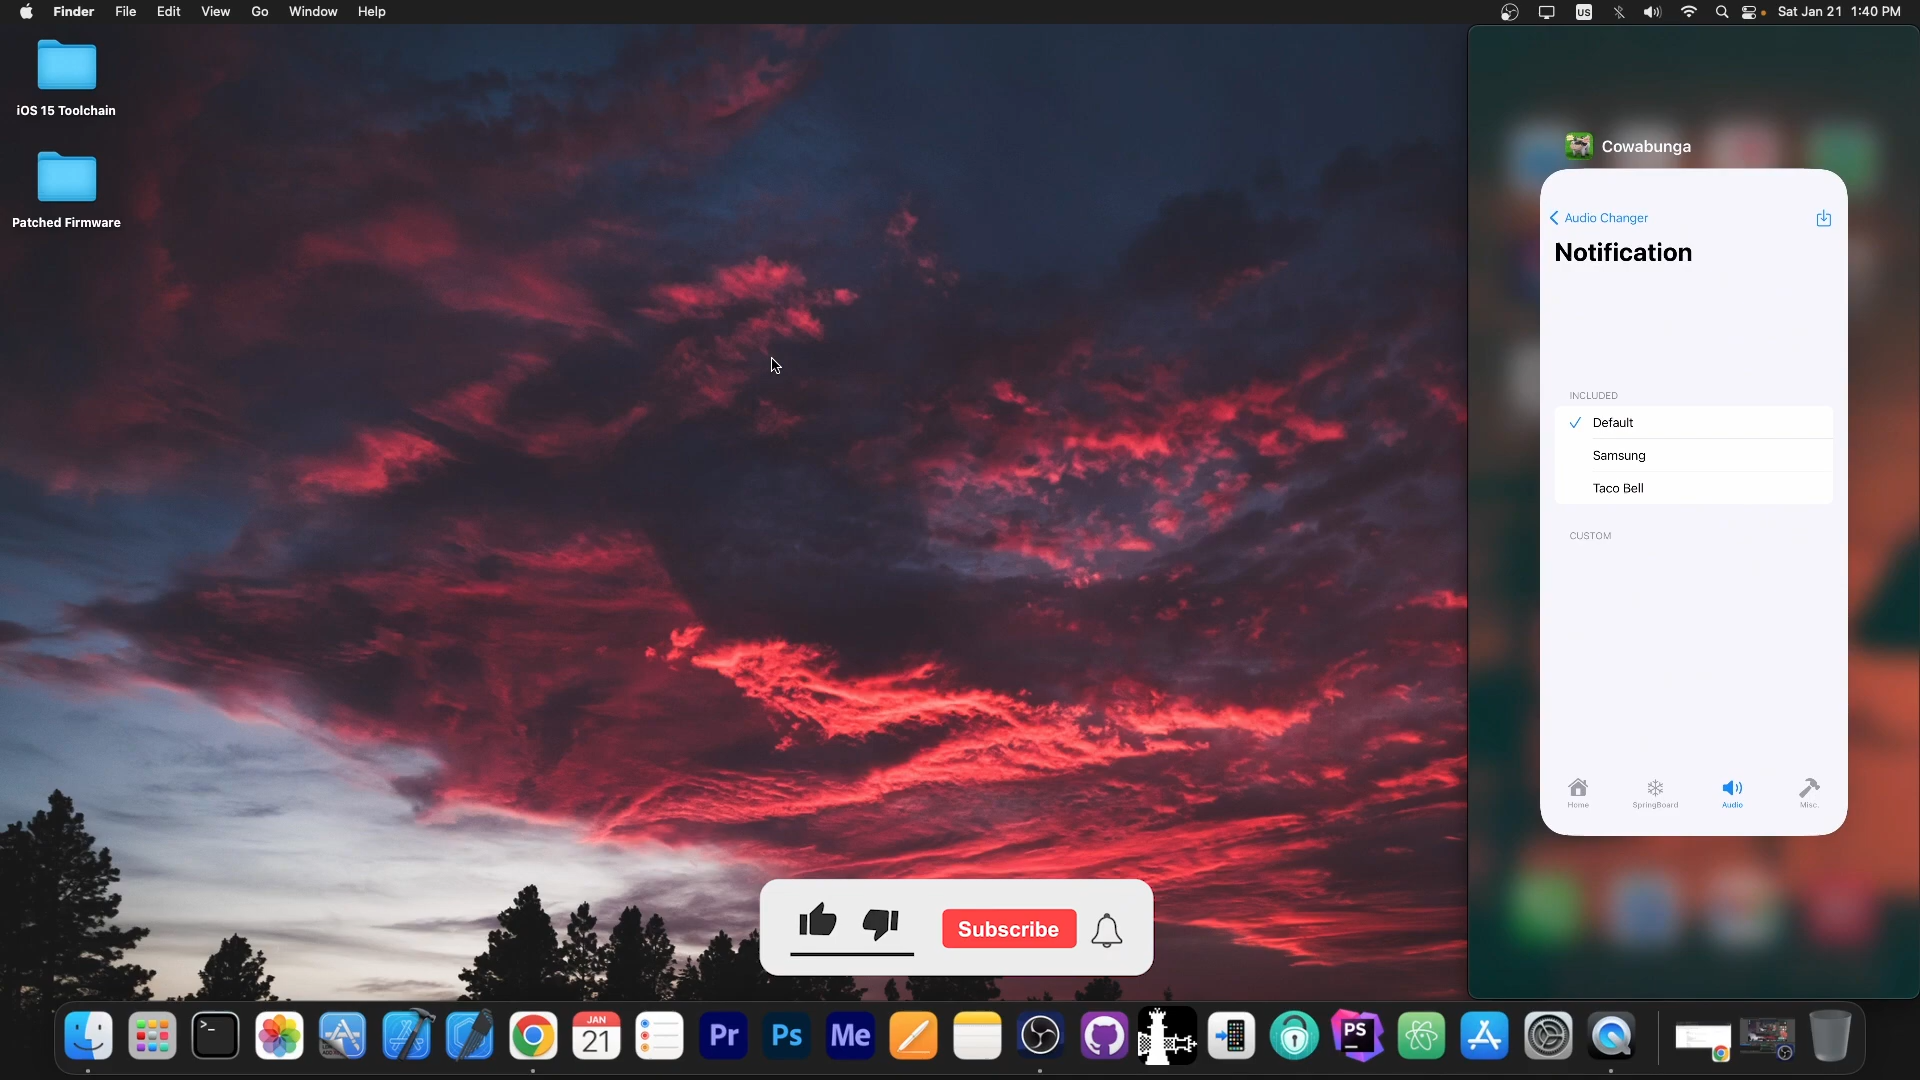 Finder File Edit View Go Window Help
US
Sat Jan 21 1:40 PM
iOS 15 Toolchain
Patched Firmware
Cowabunga
Audio Changer
Notification
INCLUDED
Default
Samsung
Taco Bell
CUSTOM
Home SpringBoard Audio Misc.
Subscribe
>_
JAN
21
Pr
Ps
Me
PS